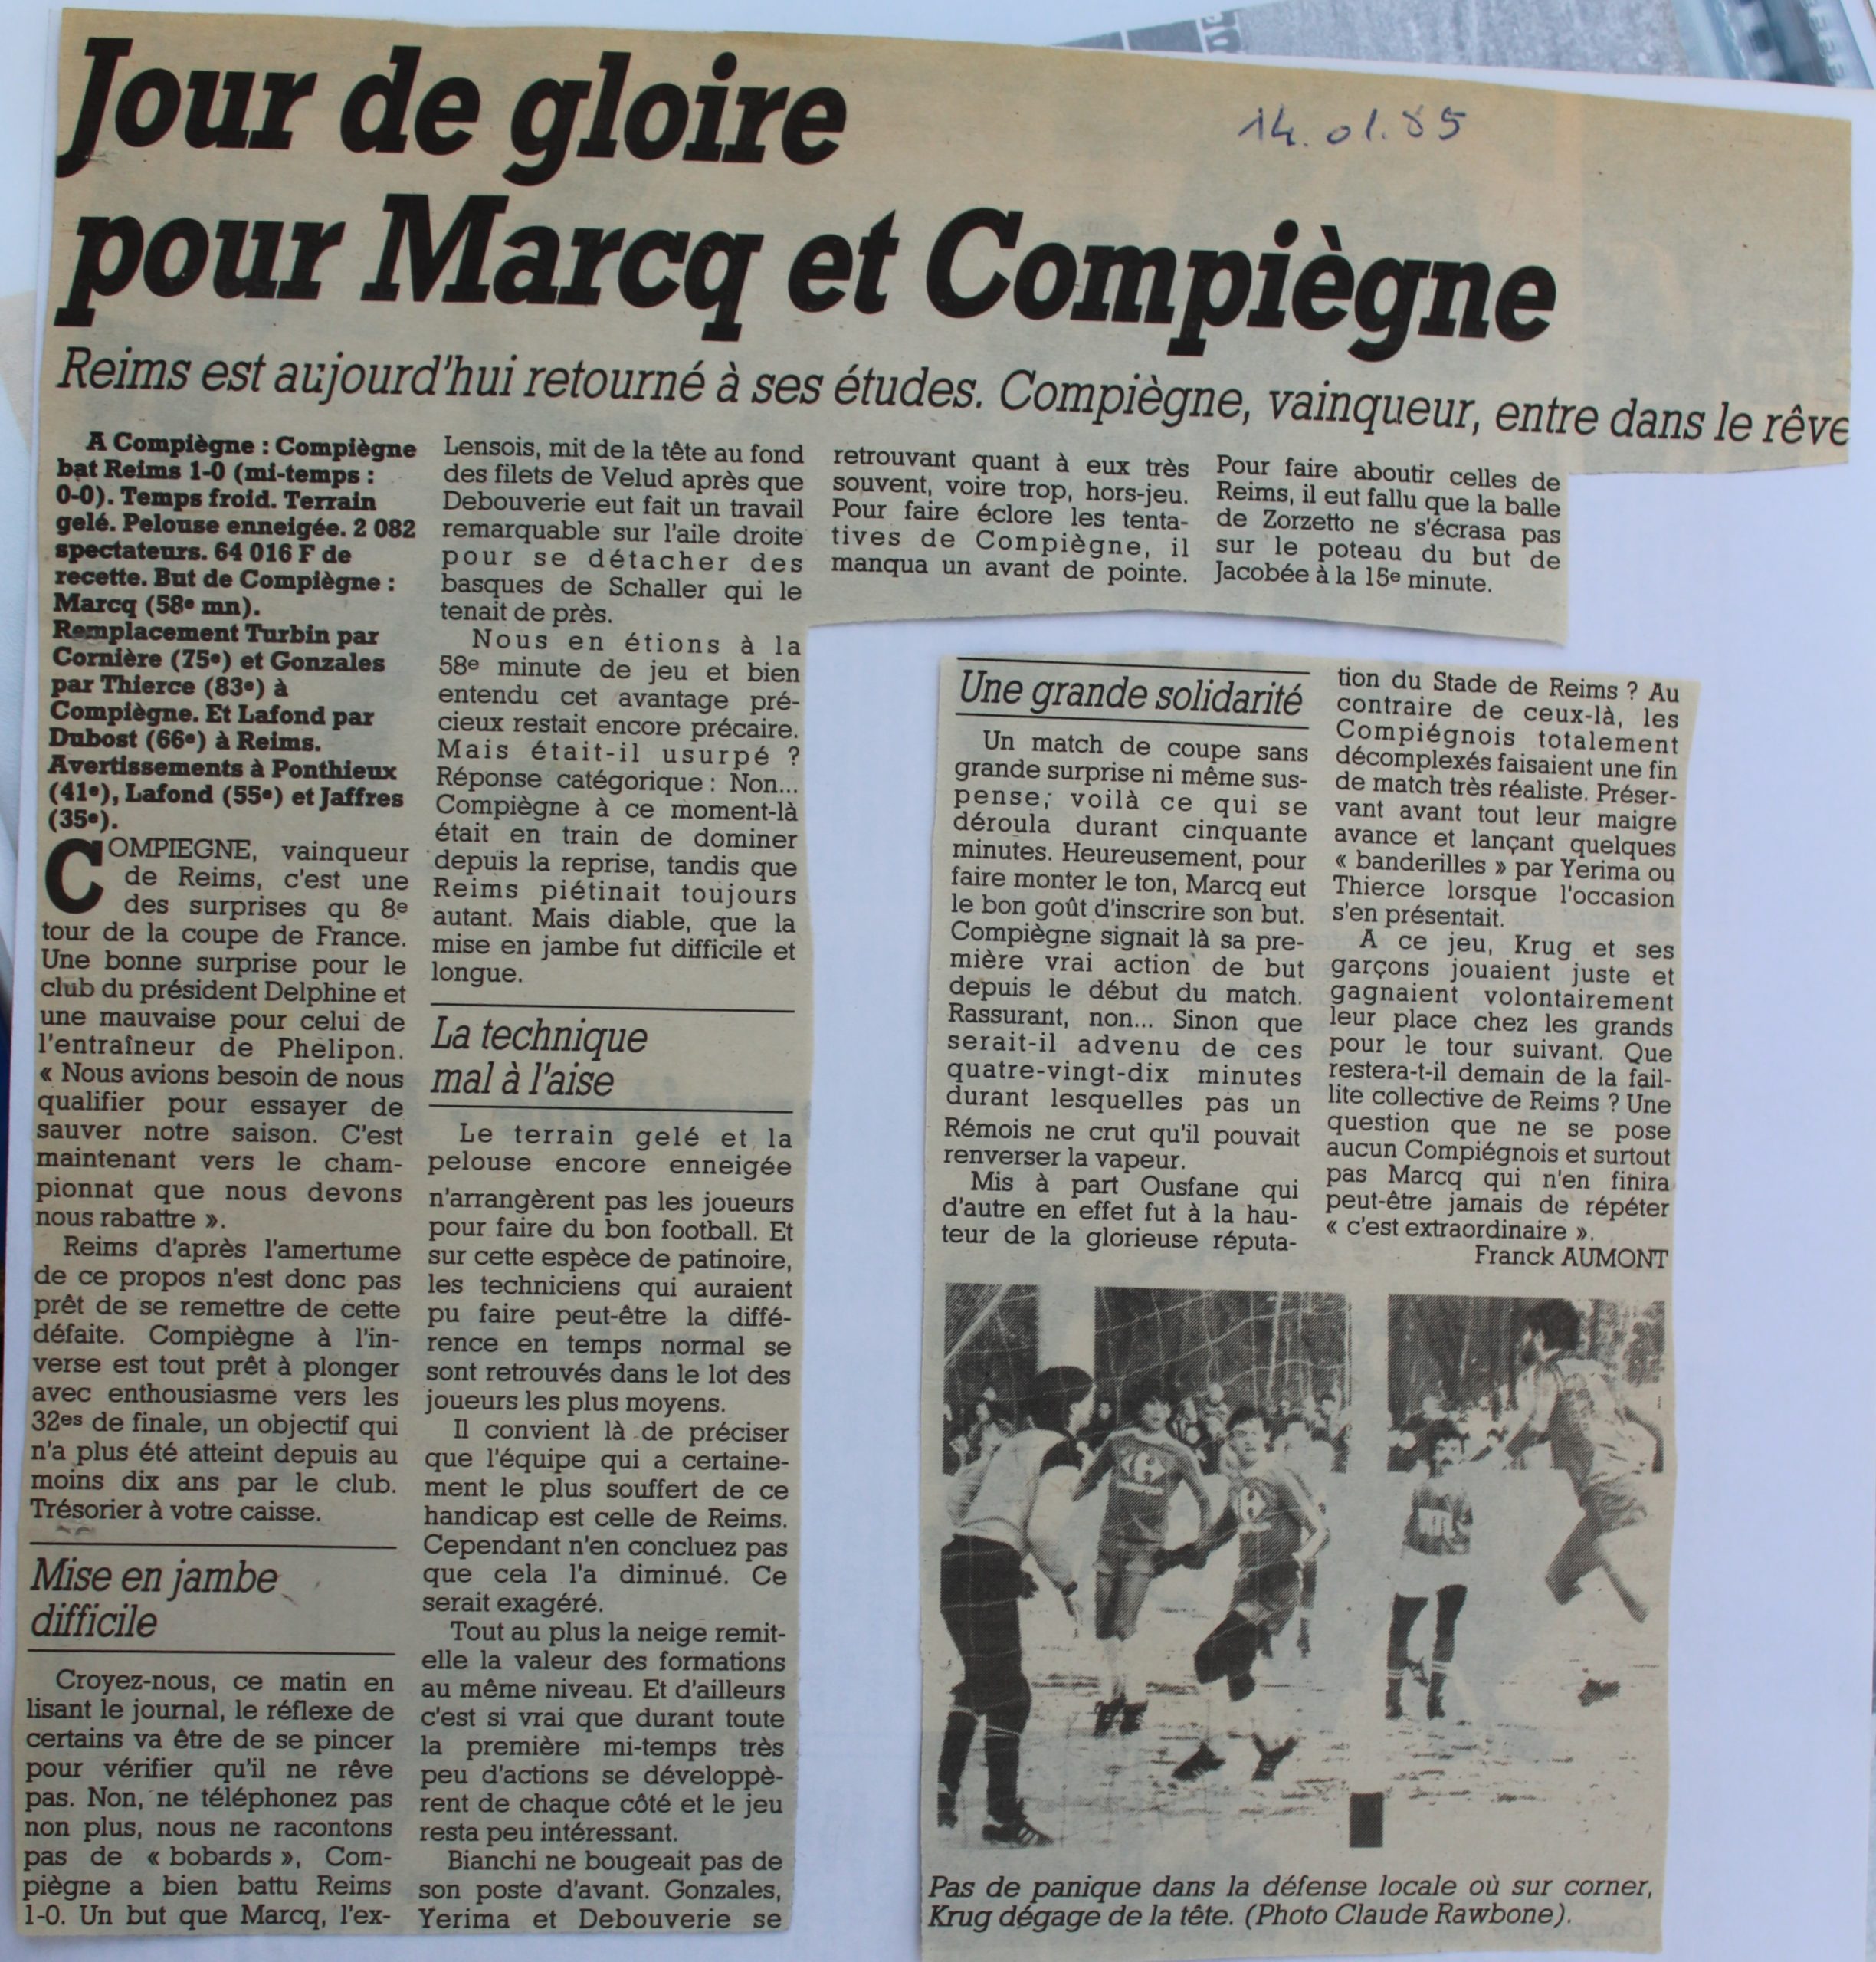 Jour de gloire
14.01.85
pour Marcq et Compiègne
Reims est aujourd'hui retourné à ses études. Compiègne, vainqueur, entre dans le rêve
A Compiègne : Compiègne
bat Reims 1-0 (mi-temps :
0-0). Temps froid. Terrain
gelé. Pelouse enneigée. 2 082
spectateurs. 64 016 F de
recette. But de Compiègne :
Marcq (58e mn).
Remplacement Turbin par
Cornière (75e) et Gonzales
par Thierce (83e) à
Compiègne. Et Lafond par
Dubost (66e) à Reims.
Avertissements à Ponthieux
(41e), Lafond (55e) et Jaffres
(35e).
COMPIEGNE, vainqueur
de Reims, c'est une
des surprises qu 8e
tour de la coupe de France.
Une bonne surprise pour le
club du président Delphine et
une mauvaise pour celui de
l'entraîneur de Phelipon.
« Nous avions besoin de nous
qualifier pour essayer de
sauver notre saison. C'est
maintenant vers le cham-
pionnat que nous devons
nous rabattre ».
Reims d'après l'amertume
de ce propos n'est donc pas
prêt de se remettre de cette
défaite. Compiègne à l'in-
verse est tout prêt à plonger
avec enthousiasme vers les
32es de finale, un objectif qui
n'a plus été atteint depuis au
moins dix ans par le club.
Trésorier à votre caisse.
Mise en jambe
difficile
Croyez-nous, ce matin en
lisant le journal, le réflexe de
certains va être de se pincer
pour vérifier qu'il ne rêve
pas. Non, ne téléphonez pas
non plus, nous ne racontons
pas de « bobards », Com-
piègne a bien battu Reims
1-0. Un but que Marcq, l'ex-
Lensois, mit de la tête au fond
des filets de Velud après que
Debouverie eut fait un travail
remarquable sur l'aile droite
pour se détacher des
basques de Schaller qui le
tenait de près.
Nous en étions à la
58e minute de jeu et bien
entendu cet avantage pré-
cieux restait encore précaire.
Mais était-il usurpé ?
Réponse catégorique : Non...
Compiègne à ce moment-là
était en train de dominer
depuis la reprise, tandis que
Reims piétinait toujours
autant. Mais diable, que la
mise en jambe fut difficile et
longue.
La technique
mal à l'aise
Le terrain gelé et la
pelouse encore enneigée
n'arrangèrent pas les joueurs
pour faire du bon football. Et
sur cette espèce de patinoire,
les techniciens qui auraient
pu faire peut-être la diffé-
rence en temps normal se
sont retrouvés dans le lot des
joueurs les plus moyens.
Il convient là de préciser
que l'équipe qui a certaine-
ment le plus souffert de ce
handicap est celle de Reims.
Cependant n'en concluez pas
que cela l'a diminué. Ce
serait exagéré.
Tout au plus la neige remit-
elle la valeur des formations
au même niveau. Et d'ailleurs
c'est si vrai que durant toute
la première mi-temps très
peu d'actions se développè-
rent de chaque côté et le jeu
resta peu intéressant.
Bianchi ne bougeait pas de
son poste d'avant. Gonzales,
Yerima et Debouverie se
retrouvant quant à eux très
souvent, voire trop, hors-jeu.
Pour faire éclore les tenta-
tives de Compiègne, il
manqua un avant de pointe.
Pour faire aboutir celles de
Reims, il eut fallu que la balle
de Zorzetto ne s'écrasa pas
sur le poteau du but de
Jacobée à la 15e minute.
Une grande solidarité
Un match de coupe sans
grande surprise ni même sus-
pense, voilà ce qui se
déroula durant cinquante
minutes. Heureusement, pour
faire monter le ton, Marcq eut
le bon goût d'inscrire son but.
Compiègne signait là sa pre-
mière vrai action de but
depuis le début du match.
Rassurant, non... Sinon que
serait-il advenu de ces
quatre-vingt-dix minutes
durant lesquelles pas un
Rémois ne crut qu'il pouvait
renverser la vapeur.
Mis à part Ousfane qui
d'autre en effet fut à la hau-
teur de la glorieuse réputa-
tion du Stade de Reims ? Au
contraire de ceux-là, les
Compiégnois totalement
décomplexés faisaient une fin
de match très réaliste. Préser-
vant avant tout leur maigre
avance et lançant quelques
« banderilles » par Yerima ou
Thierce lorsque l'occasion
s'en présentait.
A ce jeu, Krug et ses
garçons jouaient juste et
gagnaient volontairement
leur place chez les grands
pour le tour suivant. Que
restera-t-il demain de la fail-
lite collective de Reims ? Une
question que ne se pose
aucun Compiégnois et surtout
pas Marcq qui n'en finira
peut-être jamais de répéter
« c'est extraordinaire ».
Franck AUMONT
Pas de panique dans la défense locale où sur corner,
Krug dégage de la tête. (Photo Claude Rawbone).